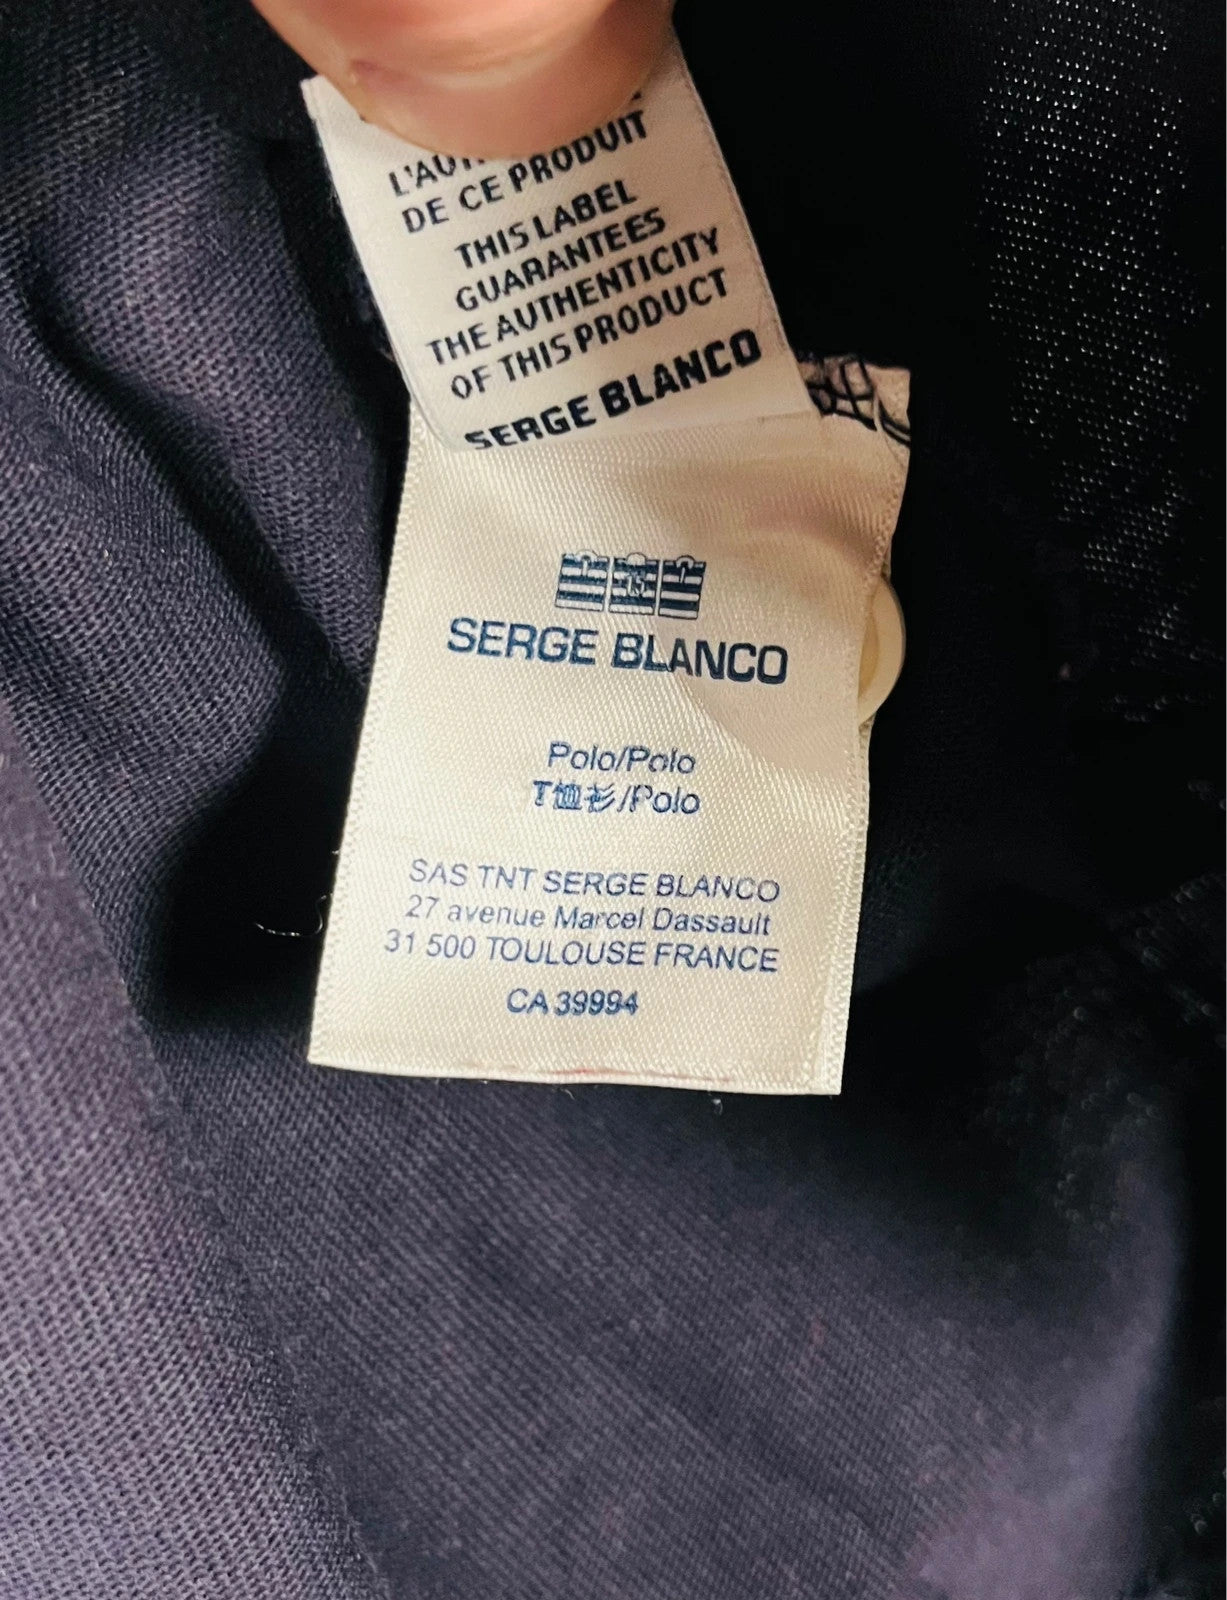 DE CE PRODUIT
THIS LABEL
GUARANTEES
THE AUTHENTICITY
OF THIS PRODUCT
SERGE BLANCO
15
SERGE BLANCO
Polo/Polo
T恤衫/Polo
SAS TNT SERGE BLANCO
27 avenue Marcel Dassault
31 500 TOULOUSE FRANCE
CA 39994